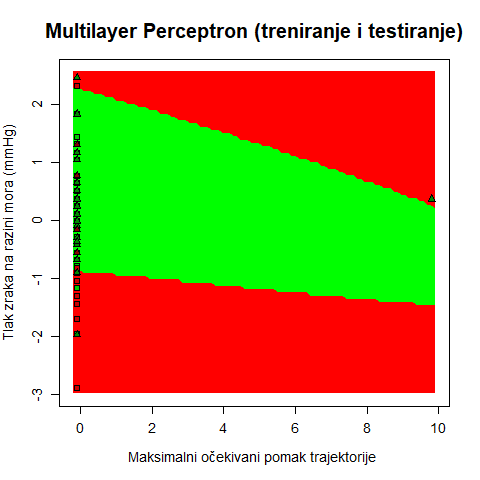 Multilayer Perceptron (treniranje i testiranje)
Tlak zraka na razini mora (mmHg)
2
1
0
-1
-2
-3
0 2 4 6 8 10
Maksimalni očekivani pomak trajektorije